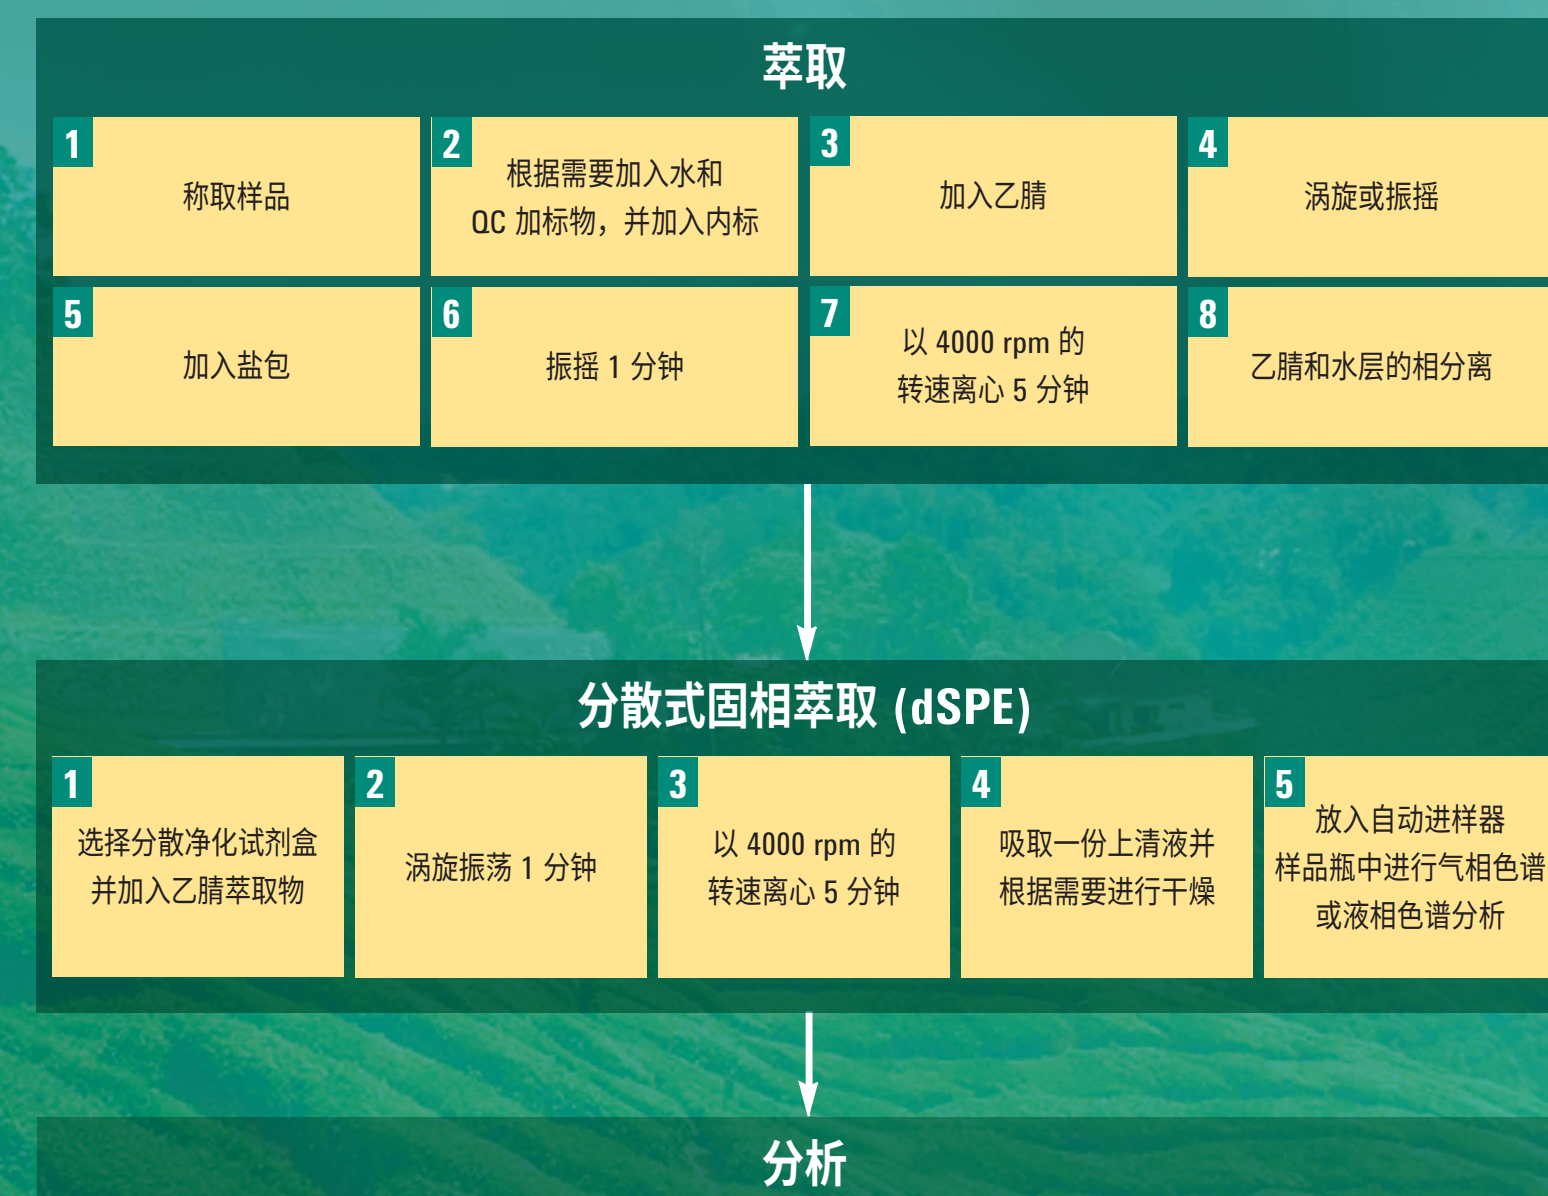 萃取
1
称取样品
2
根据需要加入水和
QC 加标物，并加入内标
3
加入乙腈
4
涡旋或振摇
5
加入盐包
6
振摇 1 分钟
7
以 4000 rpm 的
转速离心 5 分钟
8
乙腈和水层的相分离
分散式固相萃取 (dSPE)
1
选择分散净化试剂盒
并加入乙腈萃取物
2
涡旋振荡 1 分钟
3
以 4000 rpm 的
转速离心 5 分钟
4
吸取一份上清液并
根据需要进行干燥
5
放入自动进样器
样品瓶中进行气相色谱
或液相色谱分析
分析